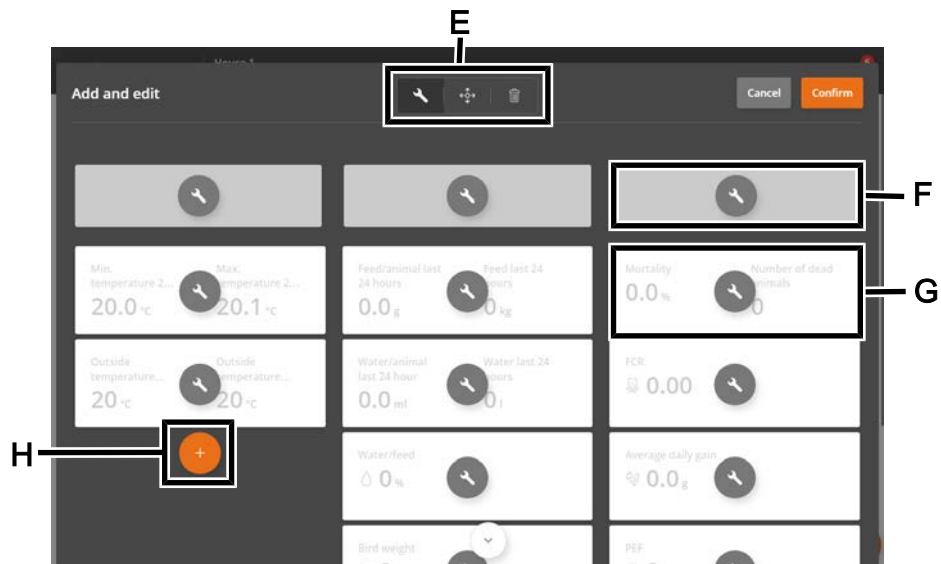 E
House 1
6
Add and edit
Cancel
Confirm
F
Min. temperature 2...
Max. temperature 2...
20.0 °C
20.1 °C
Feed/animal last 24 hours
Feed last 24 hours
0.0 g
0 kg
Mortality
Number of dead animals
0.0 %
0
G
Outside temperature...
Outside temperature...
20 °C
20 °C
Water/animal last 24 hour
Water last 24 hours
0.0 ml
0 l
FCR
0.00
H
+
Water/feed
0 %
Average daily gain
0.0 g
Bird weight
PEF